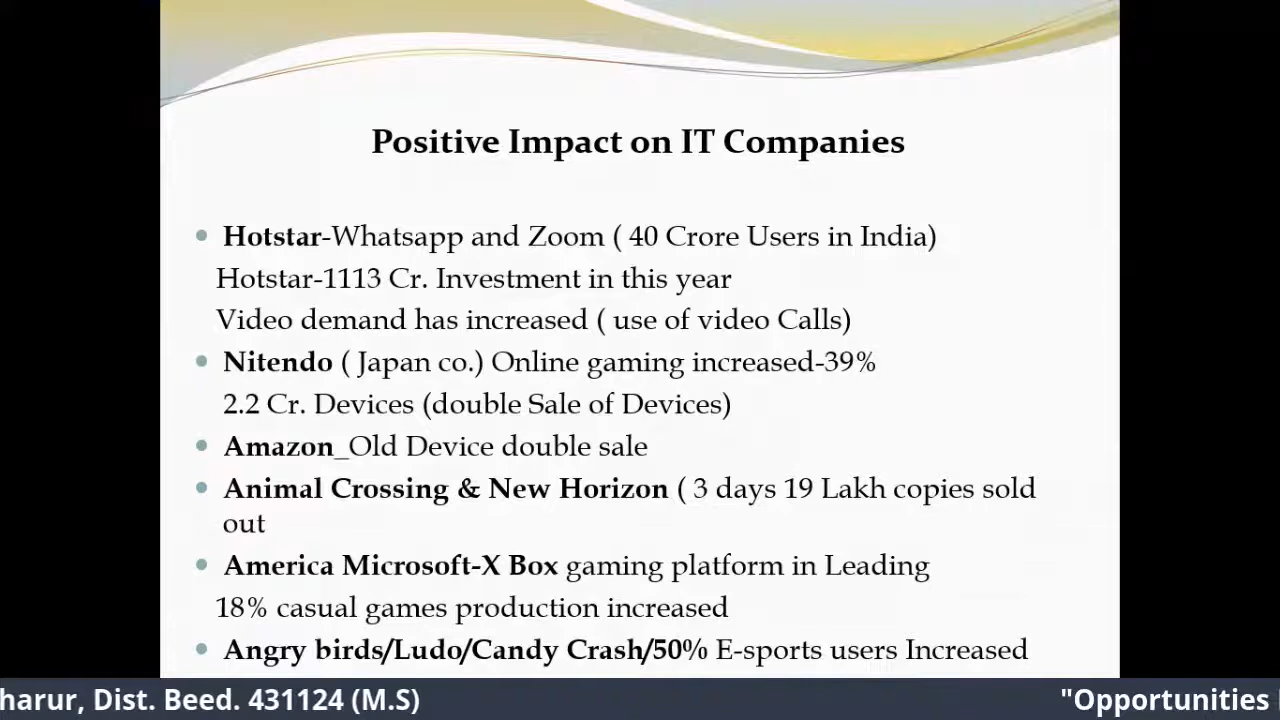 Positive Impact on IT Companies
Hotstar-Whatsapp and Zoom ( 40 Crore Users in India)
Hotstar-1113 Cr. Investment in this year
Video demand has increased ( use of video Calls)
Nitendo ( Japan co.) Online gaming increased-39%
2.2 Cr. Devices (double Sale of Devices)
Amazon_Old Device double sale
Animal Crossing & New Horizon ( 3 days 19 Lakh copies sold
out
America Microsoft-X Box gaming platform in Leading
18% casual games production increased
Angry birds/Ludo/Candy Crash/50% E-sports users Increased
harur, Dist. Beed. 431124 (M.S) "Opportunities